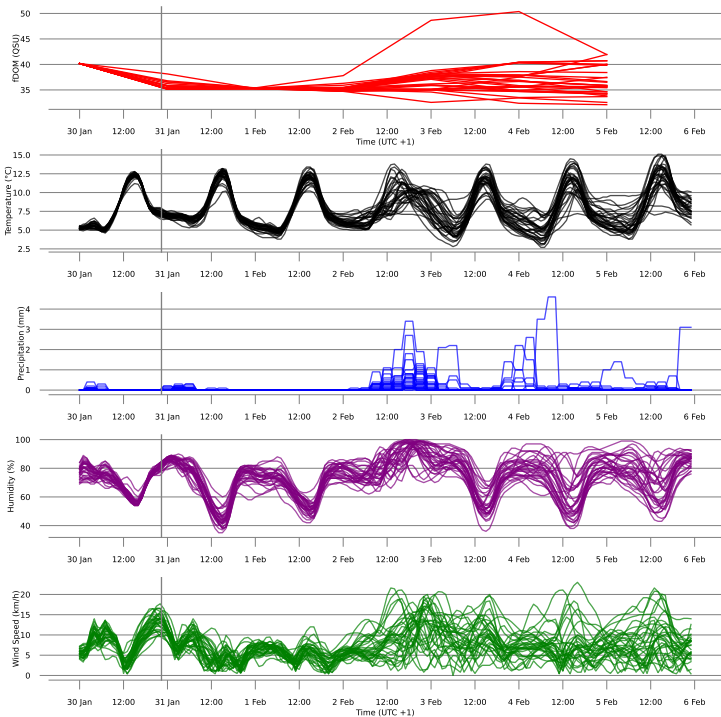 50
45
40
35
fDOM (QSU)
30 Jan 12:00 31 Jan 12:00 1 Feb 12:00 2 Feb 12:00 3 Feb 12:00 4 Feb 12:00 5 Feb 12:00 6 Feb
Time (UTC +1)
15.0
12.5
10.0
7.5
5.0
2.5
Temperature (°C)
30 Jan 12:00 31 Jan 12:00 1 Feb 12:00 2 Feb 12:00 3 Feb 12:00 4 Feb 12:00 5 Feb 12:00 6 Feb
4
3
2
1
0
Precipitation (mm)
30 Jan 12:00 31 Jan 12:00 1 Feb 12:00 2 Feb 12:00 3 Feb 12:00 4 Feb 12:00 5 Feb 12:00 6 Feb
100
80
60
40
Humidity (%)
30 Jan 12:00 31 Jan 12:00 1 Feb 12:00 2 Feb 12:00 3 Feb 12:00 4 Feb 12:00 5 Feb 12:00 6 Feb
20
15
10
5
0
Wind Speed (km/h)
30 Jan 12:00 31 Jan 12:00 1 Feb 12:00 2 Feb 12:00 3 Feb 12:00 4 Feb 12:00 5 Feb 12:00 6 Feb
Time (UTC +1)